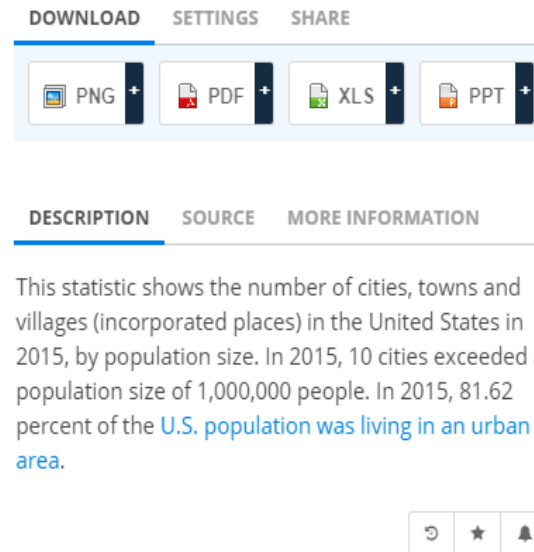 DOWNLOAD SETTINGS SHARE
PNG + PDF + XLS + PPT +
DESCRIPTION SOURCE MORE INFORMATION
This statistic shows the number of cities, towns and
villages (incorporated places) in the United States in
2015, by population size. In 2015, 10 cities exceeded
population size of 1,000,000 people. In 2015, 81.62
percent of the U.S. population was living in an urban
area.